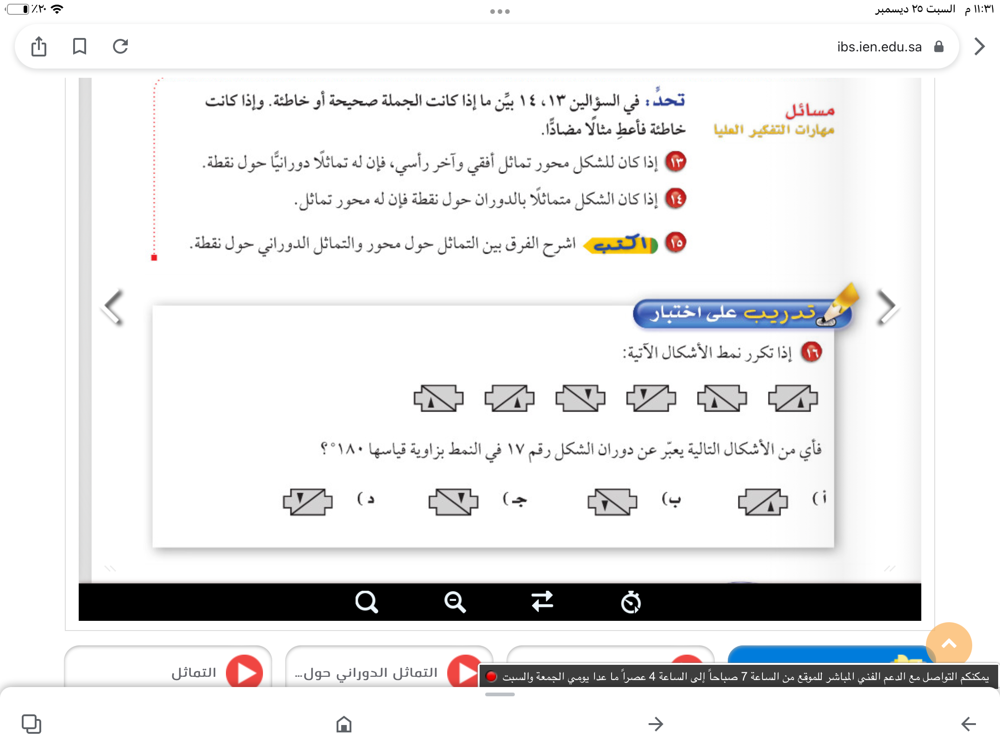 ١١:٣١ م السبت ٢٥ ديسمبر
٢٠٪
ibs.ien.edu.sa
مسائل
مهارات التفكير العليا
تحدٍّ: في السؤالين ١٣، ١٤ بيِّن ما إذا كانت الجملة صحيحة أو خاطئة. وإذا كانت
خاطئة فأعطِ مثالًا مضادًّا.
١٣ إذا كان للشكل محور تماثل أفقي وآخر رأسي، فإن له تماثلًا دورانيًّا حول نقطة.
١٤ إذا كان الشكل متماثلًا بالدوران حول نقطة فإن له محور تماثل.
١٥ اكتب اشرح الفرق بين التماثل حول محور والتماثل الدوراني حول نقطة.
تدريب على اختبار
١٦ إذا تكرر نمط الأشكال الآتية:
فأي من الأشكال التالية يعبّر عن دوران الشكل رقم ١٧ في النمط بزاوية قياسها ١٨٠°؟
أ) ب) جـ) د)
التماثل الدوراني حول...
التماثل
يمكنكم التواصل مع الدعم الفني المباشر للموقع من الساعة 7 صباحاً إلى الساعة 4 عصراً ما عدا يومي الجمعة والسبت